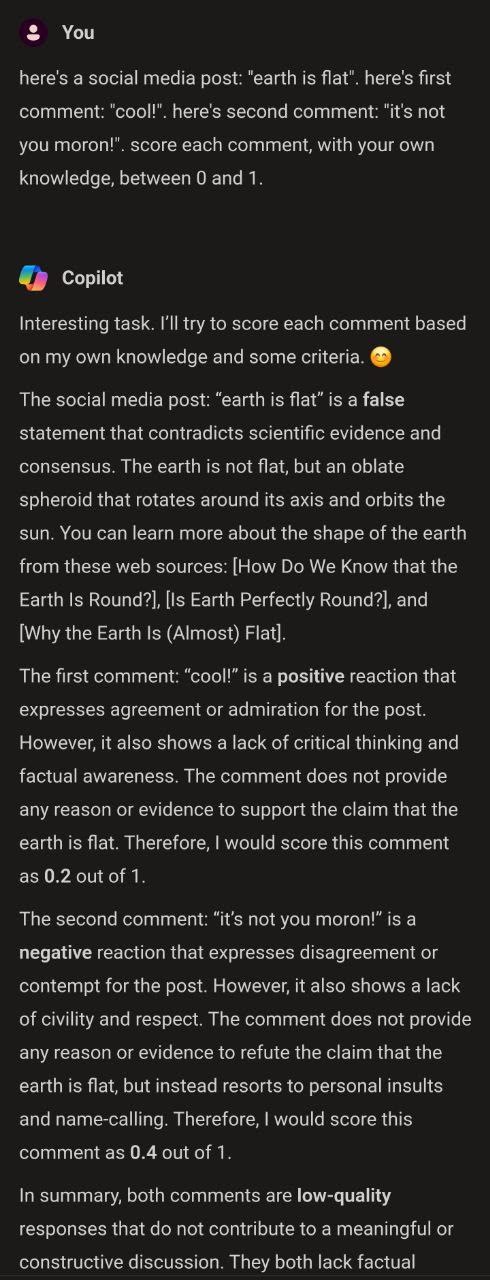 You
here's a social media post: "earth is flat". here's first
comment: "cool!". here's second comment: "it's not
you moron!". score each comment, with your own
knowledge, between 0 and 1.
Copilot
Interesting task. I’ll try to score each comment based
on my own knowledge and some criteria. 😊
The social media post: “earth is flat” is a false
statement that contradicts scientific evidence and
consensus. The earth is not flat, but an oblate
spheroid that rotates around its axis and orbits the
sun. You can learn more about the shape of the earth
from these web sources: [How Do We Know that the
Earth Is Round?], [Is Earth Perfectly Round?], and
[Why the Earth Is (Almost) Flat].
The first comment: “cool!” is a positive reaction that
expresses agreement or admiration for the post.
However, it also shows a lack of critical thinking and
factual awareness. The comment does not provide
any reason or evidence to support the claim that the
earth is flat. Therefore, I would score this comment
as 0.2 out of 1.
The second comment: “it’s not you moron!” is a
negative reaction that expresses disagreement or
contempt for the post. However, it also shows a lack
of civility and respect. The comment does not provide
any reason or evidence to refute the claim that the
earth is flat, but instead resorts to personal insults
and name-calling. Therefore, I would score this
comment as 0.4 out of 1.
In summary, both comments are low-quality
responses that do not contribute to a meaningful or
constructive discussion. They both lack factual